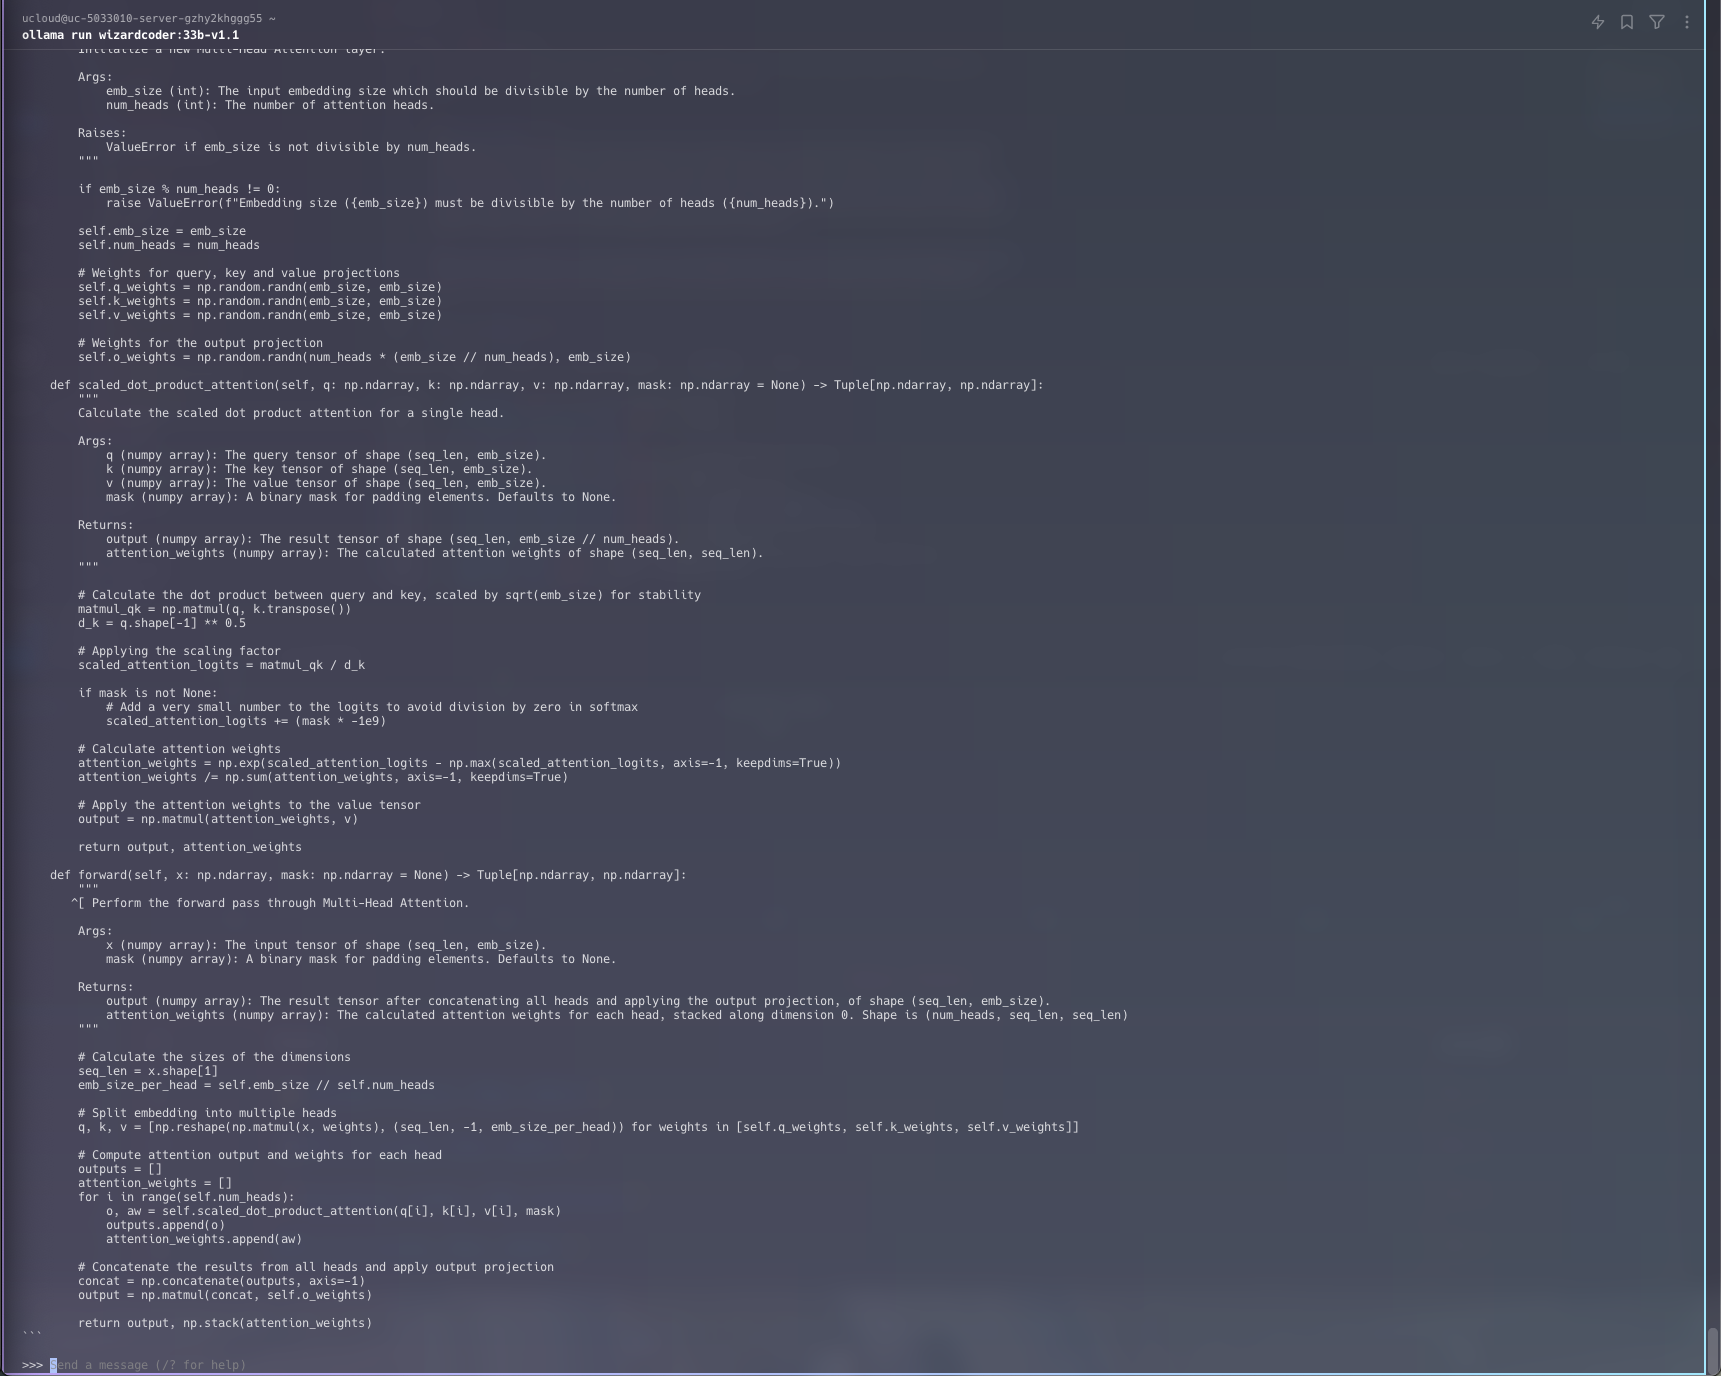 ucloud@uc-5033010-server-gzhy2khggg55 ~
ollama run wizardcoder:33b-v1.1
Initialize a new Multi-Head Attention layer.
Args:
emb_size (int): The input embedding size which should be divisible by the number of heads.
num_heads (int): The number of attention heads.
Raises:
ValueError if emb_size is not divisible by num_heads.
"""
if emb_size % num_heads != 0:
raise ValueError(f"Embedding size ({emb_size}) must be divisible by the number of heads ({num_heads}).")
self.emb_size = emb_size
self.num_heads = num_heads
# Weights for query, key and value projections
self.q_weights = np.random.randn(emb_size, emb_size)
self.k_weights = np.random.randn(emb_size, emb_size)
self.v_weights = np.random.randn(emb_size, emb_size)
# Weights for the output projection
self.o_weights = np.random.randn(num_heads * (emb_size // num_heads), emb_size)
def scaled_dot_product_attention(self, q: np.ndarray, k: np.ndarray, v: np.ndarray, mask: np.ndarray = None) -> Tuple[np.ndarray, np.ndarray]:
"""
Calculate the scaled dot product attention for a single head.
Args:
q (numpy array): The query tensor of shape (seq_len, emb_size).
k (numpy array): The key tensor of shape (seq_len, emb_size).
v (numpy array): The value tensor of shape (seq_len, emb_size).
mask (numpy array): A binary mask for padding elements. Defaults to None.
Returns:
output (numpy array): The result tensor of shape (seq_len, emb_size // num_heads).
attention_weights (numpy array): The calculated attention weights of shape (seq_len, seq_len).
"""
# Calculate the dot product between query and key, scaled by sqrt(emb_size) for stability
matmul_qk = np.matmul(q, k.transpose())
d_k = q.shape[-1] ** 0.5
# Applying the scaling factor
scaled_attention_logits = matmul_qk / d_k
if mask is not None:
# Add a very small number to the logits to avoid division by zero in softmax
scaled_attention_logits += (mask * -1e9)
# Calculate attention weights
attention_weights = np.exp(scaled_attention_logits - np.max(scaled_attention_logits, axis=-1, keepdims=True))
attention_weights /= np.sum(attention_weights, axis=-1, keepdims=True)
# Apply the attention weights to the value tensor
output = np.matmul(attention_weights, v)
return output, attention_weights
def forward(self, x: np.ndarray, mask: np.ndarray = None) -> Tuple[np.ndarray, np.ndarray]:
"""
^[ Perform the forward pass through Multi-Head Attention.
Args:
x (numpy array): The input tensor of shape (seq_len, emb_size).
mask (numpy array): A binary mask for padding elements. Defaults to None.
Returns:
output (numpy array): The result tensor after concatenating all heads and applying the output projection, of shape (seq_len, emb_size).
attention_weights (numpy array): The calculated attention weights for each head, stacked along dimension 0. Shape is (num_heads, seq_len, seq_len)
"""
# Calculate the sizes of the dimensions
seq_len = x.shape[1]
emb_size_per_head = self.emb_size // self.num_heads
# Split embedding into multiple heads
q, k, v = [np.reshape(np.matmul(x, weights), (seq_len, -1, emb_size_per_head)) for weights in [self.q_weights, self.k_weights, self.v_weights]]
# Compute attention output and weights for each head
outputs = []
attention_weights = []
for i in range(self.num_heads):
o, aw = self.scaled_dot_product_attention(q[i], k[i], v[i], mask)
outputs.append(o)
attention_weights.append(aw)
# Concatenate the results from all heads and apply output projection
concat = np.concatenate(outputs, axis=-1)
output = np.matmul(concat, self.o_weights)
return output, np.stack(attention_weights)
```
>>> Send a message (/? for help)